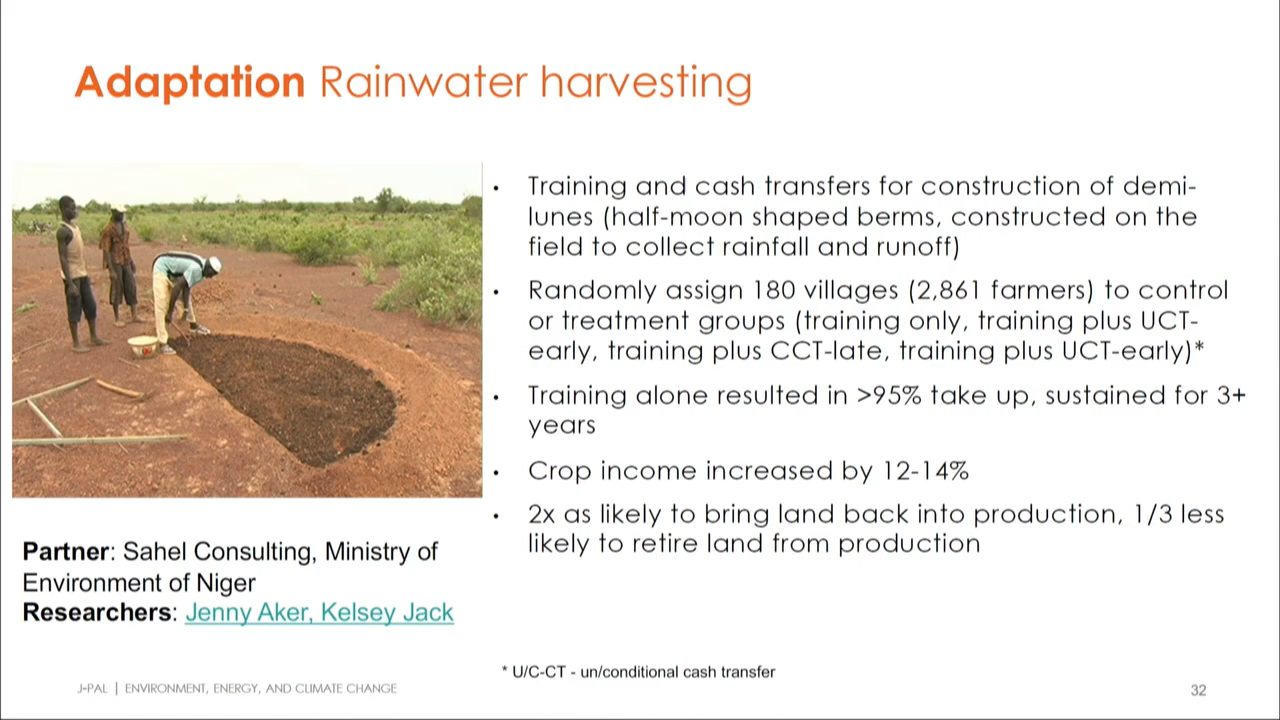 Adaptation Rainwater harvesting
• Training and cash transfers for construction of demi-
lunes (half-moon shaped berms, constructed on the
field to collect rainfall and runoff)
• Randomly assign 180 villages (2,861 farmers) to control
or treatment groups (training only, training plus UCT-
early, training plus CCT-late, training plus UCT-early)*
• Training alone resulted in >95% take up, sustained for 3+
years
• Crop income increased by 12-14%
• 2x as likely to bring land back into production, 1/3 less
likely to retire land from production
Partner: Sahel Consulting, Ministry of
Environment of Niger
Researchers: Jenny Aker, Kelsey Jack
* U/C-CT - un/conditional cash transfer
J-PAL | ENVIRONMENT, ENERGY, AND CLIMATE CHANGE
32